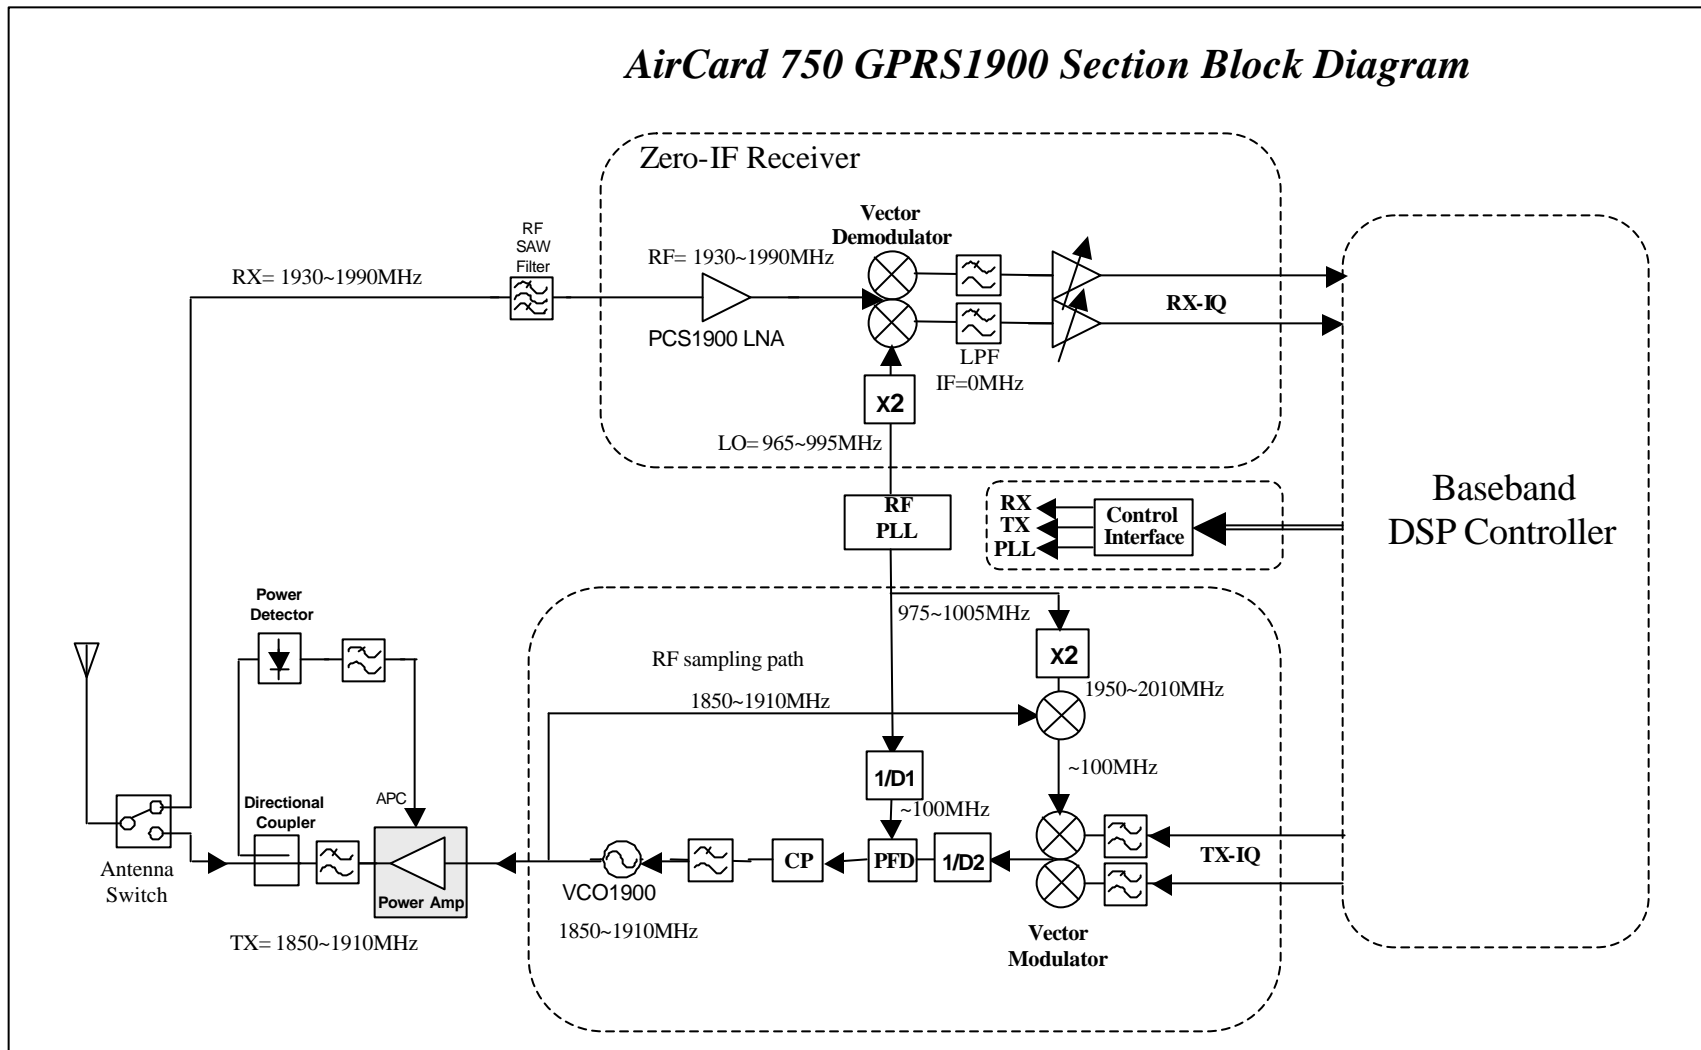 AirCard 750 GPRS1900 Section Block Diagram
Zero-IF Receiver
Vector
Demodulator
RF
SAW
Filter
RX= 1930~1990MHz
RF= 1930~1990MHz
PCS1900 LNA
RX-IQ
LPF
IF=0MHz
X2
LO= 965~995MHz
RF
PLL
RX
TX
PLL
Control
Interface
Baseband
DSP Controller
975~1005MHz
X2
1950~2010MHz
Power
Detector
RF sampling path
1850~1910MHz
~100MHz
1/D1
~100MHz
APC
Directional
Coupler
Antenna
Switch
Power Amp
TX= 1850~1910MHz
VCO1900
1850~1910MHz
CP
PFD
1/D2
TX-IQ
Vector
Modulator